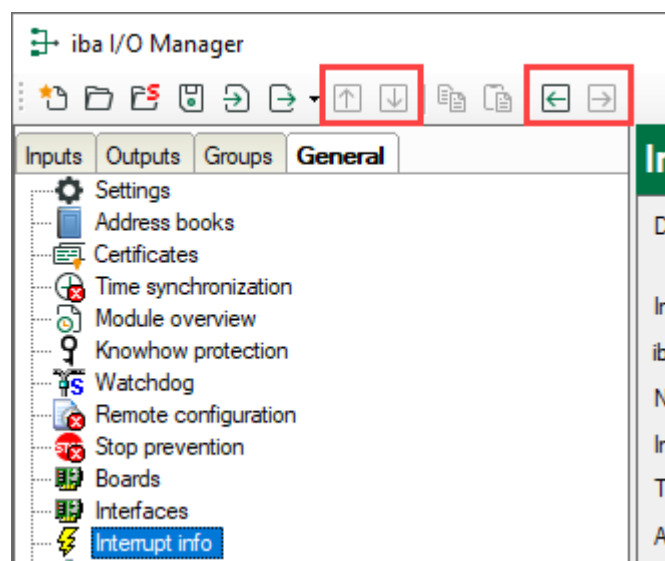 iba I/O Manager
Inputs Outputs Groups General
Settings
Address books
Certificates
Time synchronization
Module overview
Knowhow protection
Watchdog
Remote configuration
Stop prevention
Boards
Interfaces
Interrupt info